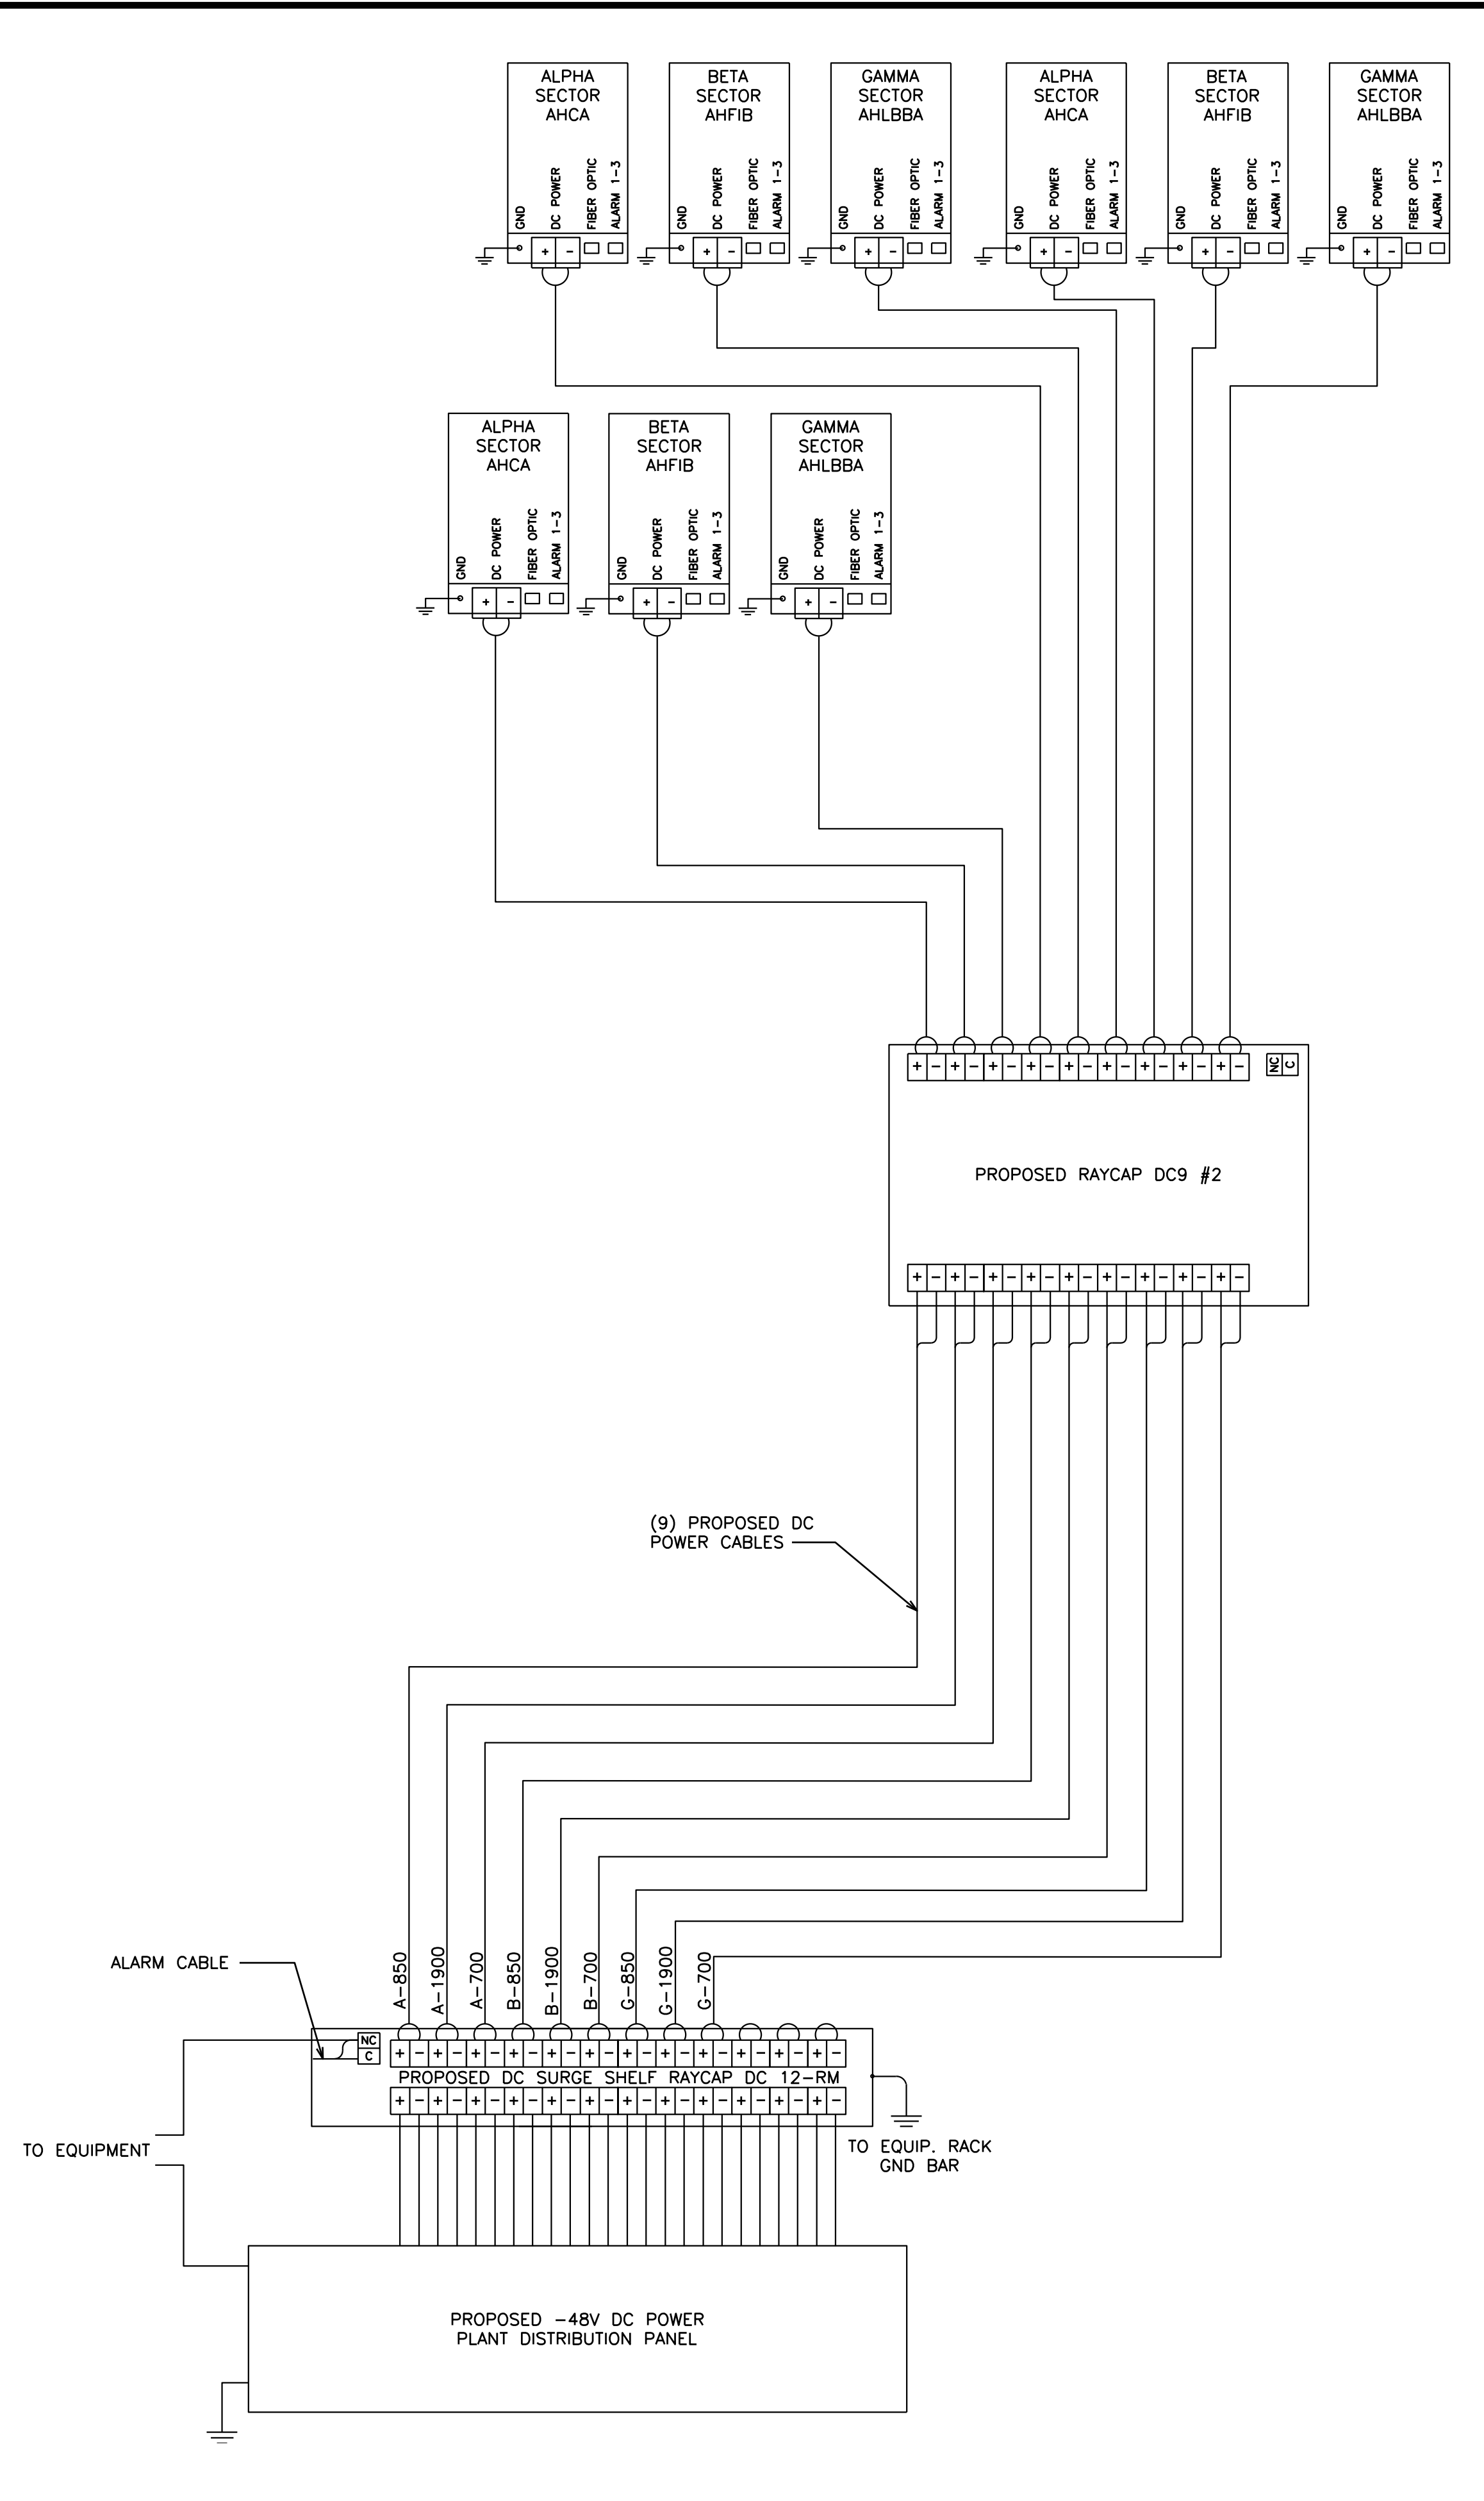 ALPHA
SECTOR
AHCA
GND
DC POWER
FIBER OPTIC
ALARM 1-3
+ -
BETA
SECTOR
AHFIB
GND
DC POWER
FIBER OPTIC
ALARM 1-3
+ -
GAMMA
SECTOR
AHLBBA
GND
DC POWER
FIBER OPTIC
ALARM 1-3
+ -
ALPHA
SECTOR
AHCA
GND
DC POWER
FIBER OPTIC
ALARM 1-3
+ -
BETA
SECTOR
AHFIB
GND
DC POWER
FIBER OPTIC
ALARM 1-3
+ -
GAMMA
SECTOR
AHLBBA
GND
DC POWER
FIBER OPTIC
ALARM 1-3
+ -
ALPHA
SECTOR
AHCA
GND
DC POWER
FIBER OPTIC
ALARM 1-3
+ -
BETA
SECTOR
AHFIB
GND
DC POWER
FIBER OPTIC
ALARM 1-3
+ -
GAMMA
SECTOR
AHLBBA
GND
DC POWER
FIBER OPTIC
ALARM 1-3
+ -
+ - + - + - + - + - + - + - + - + -
NC
C
PROPOSED RAYCAP DC9 #2
+ - + - + - + - + - + - + - + - + -
(9) PROPOSED DC
POWER CABLES
A-850
A-1900
A-700
B-850
B-1900
B-700
G-850
G-1900
G-700
ALARM CABLE
NC
C
+ - + - + - + - + - + - + - + - + - + - + - + -
PROPOSED DC SURGE SHELF RAYCAP DC 12-RM
+ - + - + - + - + - + - + - + - + - + - + - + -
TO EQUIPMENT
TO EQUIP. RACK
GND BAR
PROPOSED -48V DC POWER
PLANT DISTRIBUTION PANEL